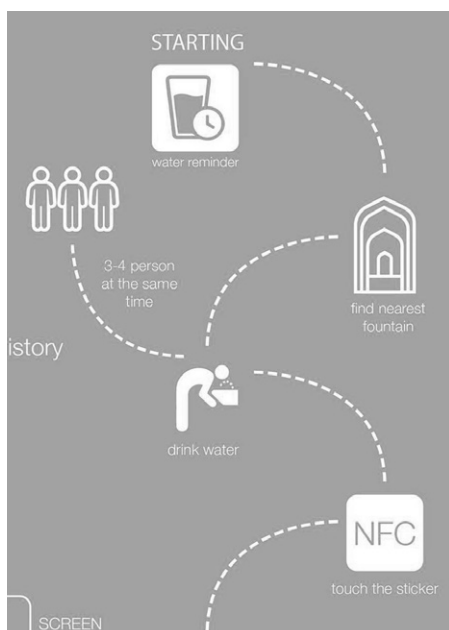 STARTING
water reminder
3-4 person
at the same
time
find nearest
fountain
istory
drink water
NFC
touch the sticker
SCREEN